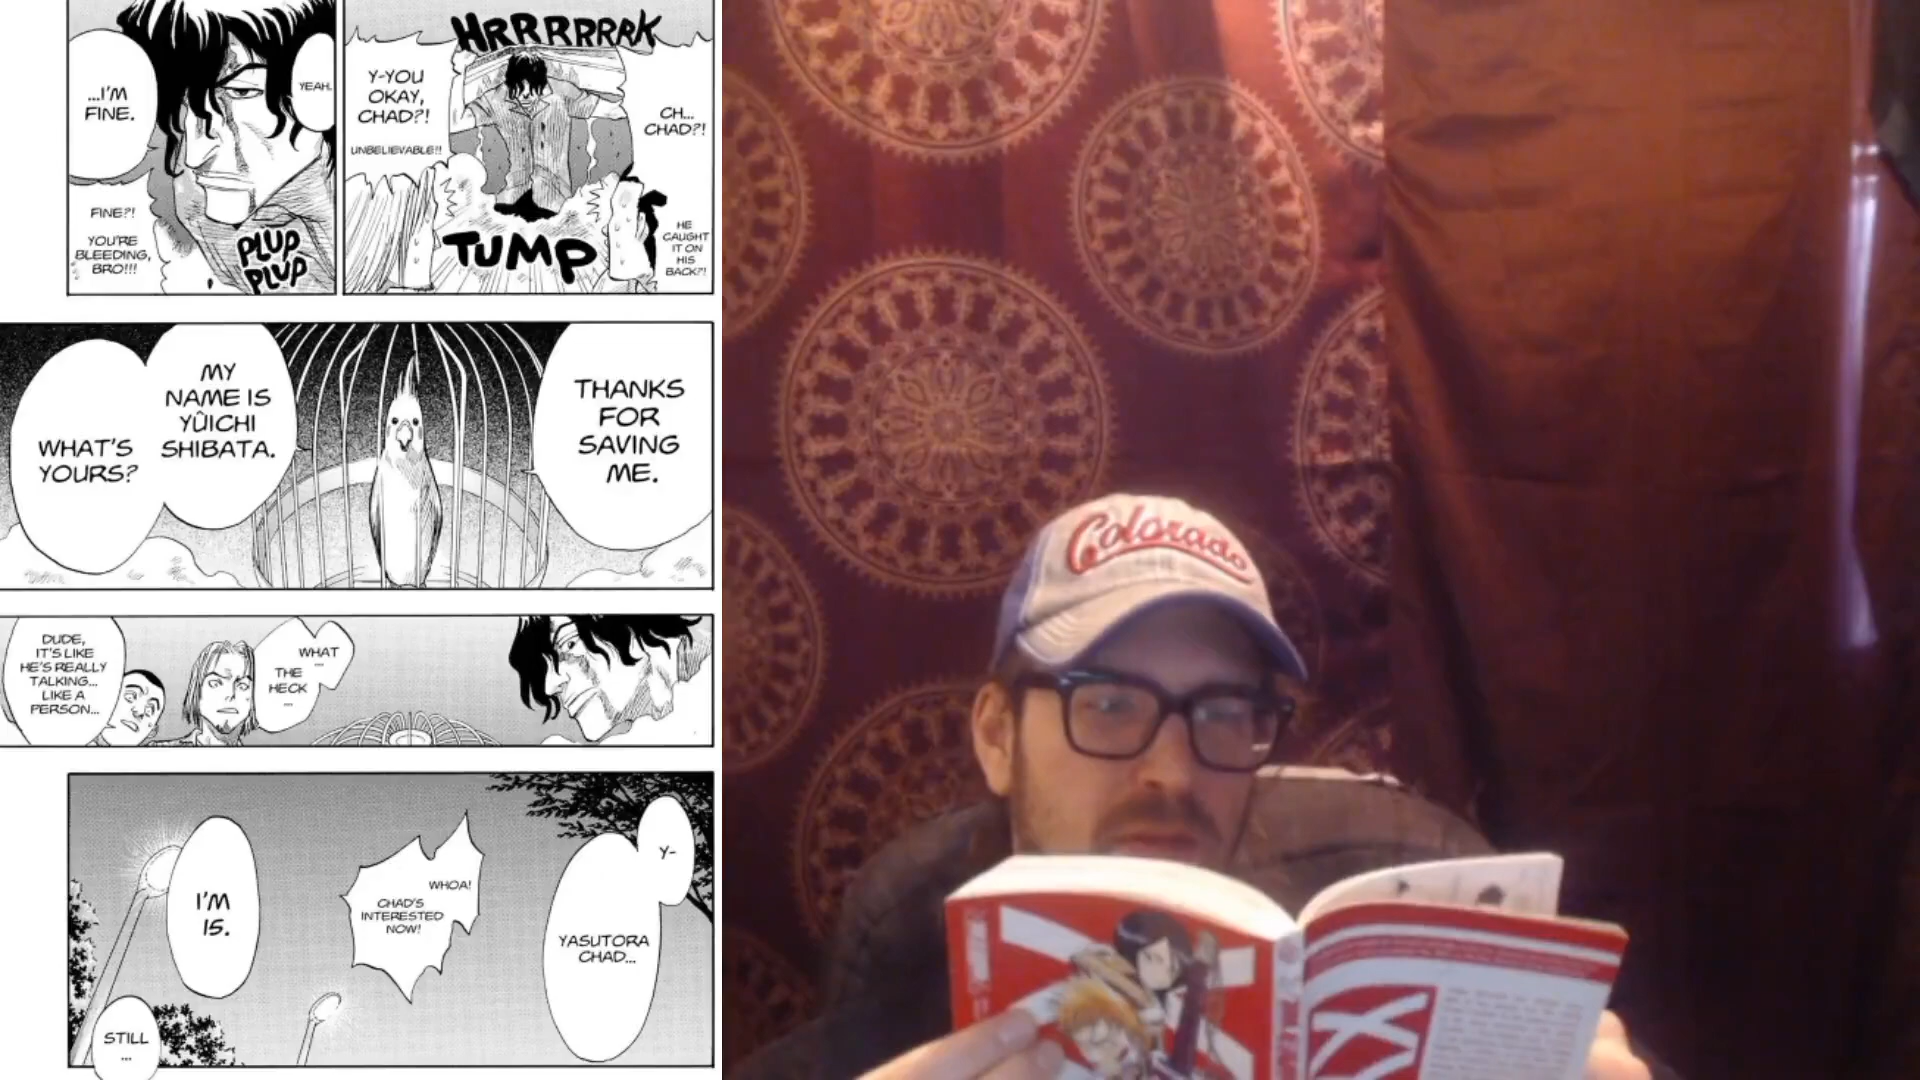 HRRRRRRK
CH...
CHAD?!
HE
CAUGHT
IT ON
HIS
BACK?!
Y-YOU
OKAY,
CHAD?!
UNBELIEVABLE!!
TUMP
YEAH.
...I'M
FINE.
FINE?!
YOU'RE
BLEEDING,
BRO!!!
PLUP
PLUP
THANKS
FOR
SAVING
ME.
MY
NAME IS
YÛICHI
SHIBATA.
WHAT'S
YOURS?
WHAT
...
THE
HECK
...
DUDE,
IT'S LIKE
HE'S REALLY
TALKING...
LIKE A
PERSON...
Y-
YASUTORA
CHAD...
WHOA!
CHAD'S
INTERESTED
NOW!
I'M
15.
STILL
...
Colorado